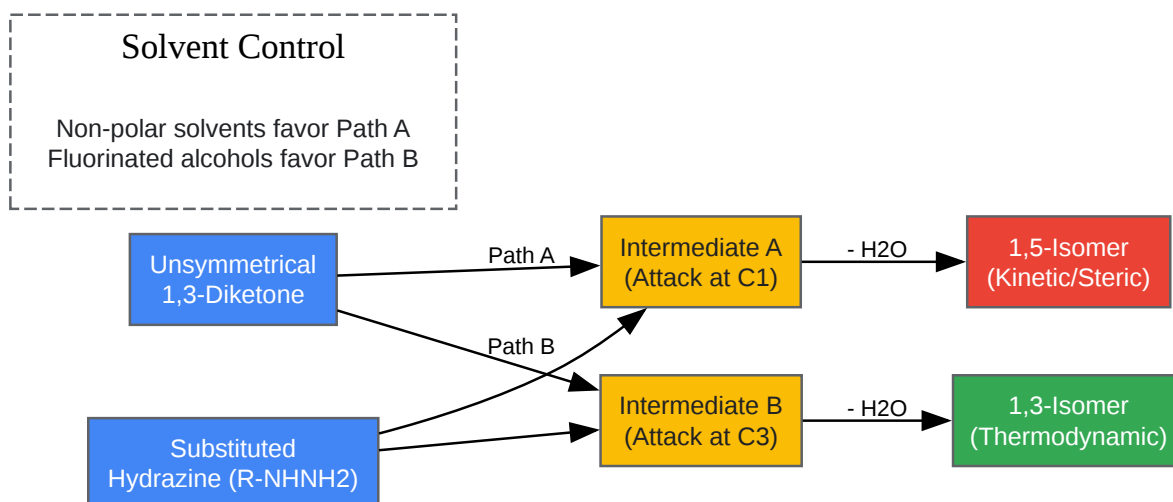 Solvent Control
Non-polar solvents favor Path A
Fluorinated alcohols favor Path B
Unsymmetrical
1,3-Diketone
Path A
Intermediate A
(Attack at C1)
- H2O
1,5-Isomer
(Kinetic/Steric)
Path B
Substituted
Hydrazine (R-NHNH2)
Intermediate B
(Attack at C3)
- H2O
1,3-Isomer
(Thermodynamic)